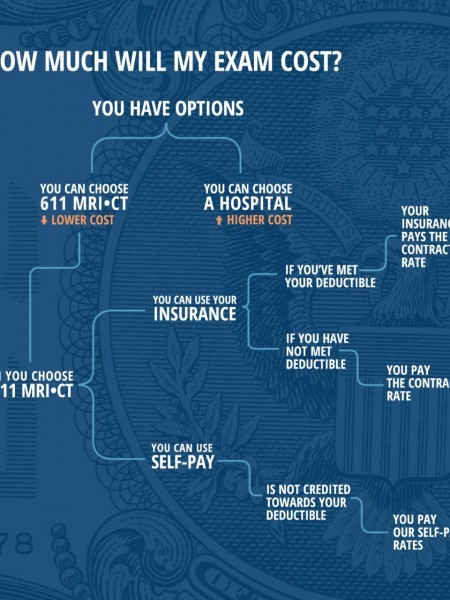 OW MUCH WILL MY EXAM COST?
YOU HAVE OPTIONS
YOU CAN CHOOSE
611 MRI•CT
LOWER COST
YOU CAN CHOOSE
A HOSPITAL
HIGHER COST
YOUR
INSURANC
PAYS THE
CONTRACT
RATE
IF YOU'VE MET
YOUR DEDUCTIBLE
YOU CAN USE YOUR
INSURANCE
IF YOU HAVE
NOT MET
DEDUCTIBLE
YOU CHOOSE
11 MRI•CT
YOU PAY
THE CONTRAC
RATE
YOU CAN USE
SELF-PAY
IS NOT CREDITED
TOWARDS YOUR
DEDUCTIBLE
YOU PAY
OUR SELF-P
RATES
78